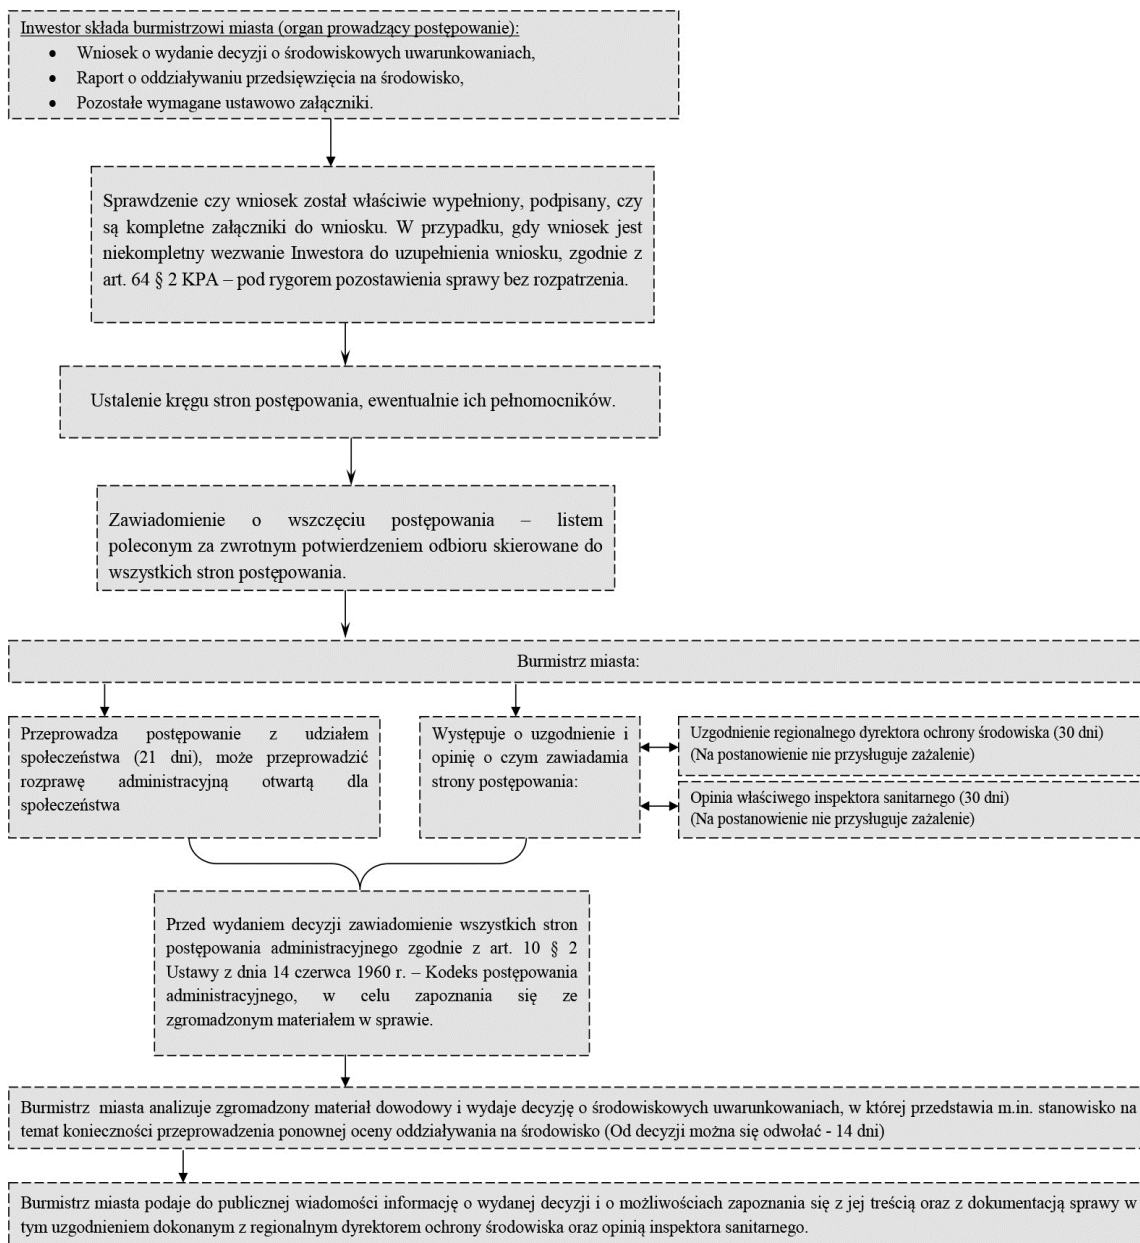 Inwestor składa burmistrzowi miasta (organ prowadzący postępowanie):
• Wniosek o wydanie decyzji o środowiskowych uwarunkowaniach,
• Raport o oddziaływaniu przedsięwzięcia na środowisko,
• Pozostałe wymagane ustawowo załączniki.
Sprawdzenie czy wniosek został właściwie wypełniony, podpisany, czy
są kompletne załączniki do wniosku. W przypadku, gdy wniosek jest
niekompletny wezwanie Inwestora do uzupełnienia wniosku, zgodnie z
art. 64 § 2 KPA – pod rygorem pozostawienia sprawy bez rozpatrzenia.
Ustalenie kręgu stron postępowania, ewentualnie ich pełnomocników.
Zawiadomienie o wszczęciu postępowania – listem
poleconym za zwrotnym potwierdzeniem odbioru skierowane do
wszystkich stron postępowania.
Burmistrz miasta:
Przeprowadza postępowanie z udziałem
społeczeństwa (21 dni), może przeprowadzić
rozprawę administracyjną otwartą dla
społeczeństwa
Występuje o uzgodnienie i
opinię o czym zawiadamia
strony postępowania:
Uzgodnienie regionalnego dyrektora ochrony środowiska (30 dni)
(Na postanowienie nie przysługuje zażalenie)
Opinia właściwego inspektora sanitarnego (30 dni)
(Na postanowienie nie przysługuje zażalenie)
Przed wydaniem decyzji zawiadomienie wszystkich stron
postępowania administracyjnego zgodnie z art. 10 § 2
Ustawy z dnia 14 czerwca 1960 r. – Kodeks postępowania
administracyjnego, w celu zapoznania się ze
zgromadzonym materiałem w sprawie.
Burmistrz miasta analizuje zgromadzony materiał dowodowy i wydaje decyzję o środowiskowych uwarunkowaniach, w której przedstawia m.in. stanowisko na
temat konieczności przeprowadzenia ponownej oceny oddziaływania na środowisko (Od decyzji można się odwołać - 14 dni)
Burmistrz miasta podaje do publicznej wiadomości informację o wydanej decyzji i o możliwościach zapoznania się z jej treścią oraz z dokumentacją sprawy w
tym uzgodnieniem dokonanym z regionalnym dyrektorem ochrony środowiska oraz opinią inspektora sanitarnego.